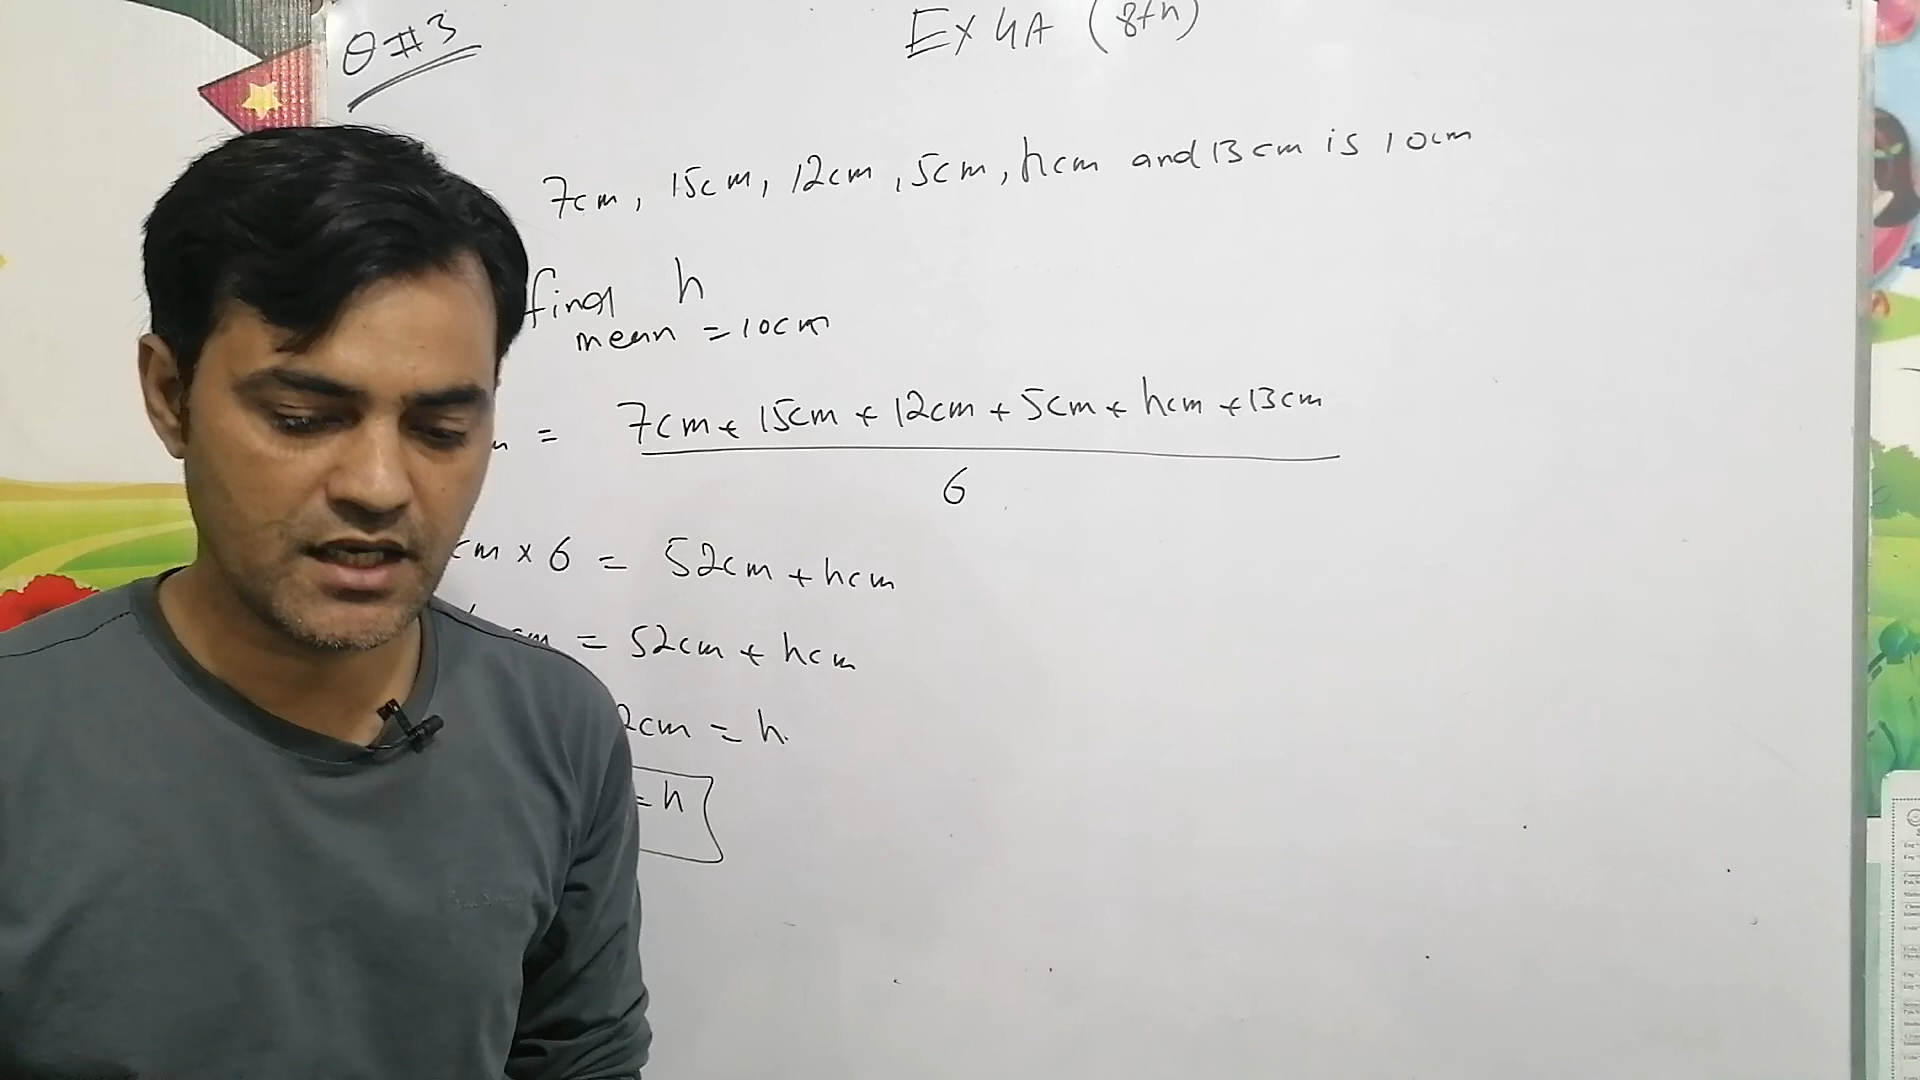 Q#3
Ex 4A (8th)
7cm, 15cm, 12cm, 5cm, hcm and 13cm is 10cm
find h
mean = 10cm
m = 7cm + 15cm + 12cm + 5cm + hcm + 13cm
6
cm × 6 = 52cm + hcm
cm = 52cm + hcm
2cm = h.
= h